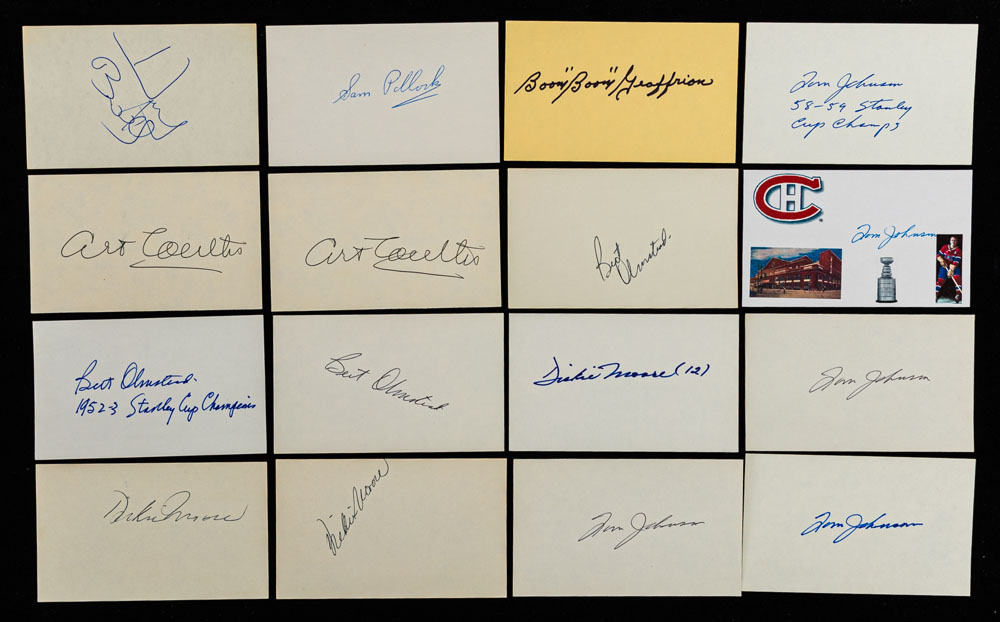 Sam Pollock
Boom "Boom" Geoffrion
Tom Johnson
58-59 Stanley
Cup Champs
Art Coulter
Art Coulter
Bert Olmstead.
CH
Tom Johnson
Bert Olmstead.
1952-3 Stanley Cup Champions
Bert Olmstead
Dickie Moore (12)
Tom Johnson
Dickie Moore
Dickie Moore
Tom Johnson
Tom Johnson